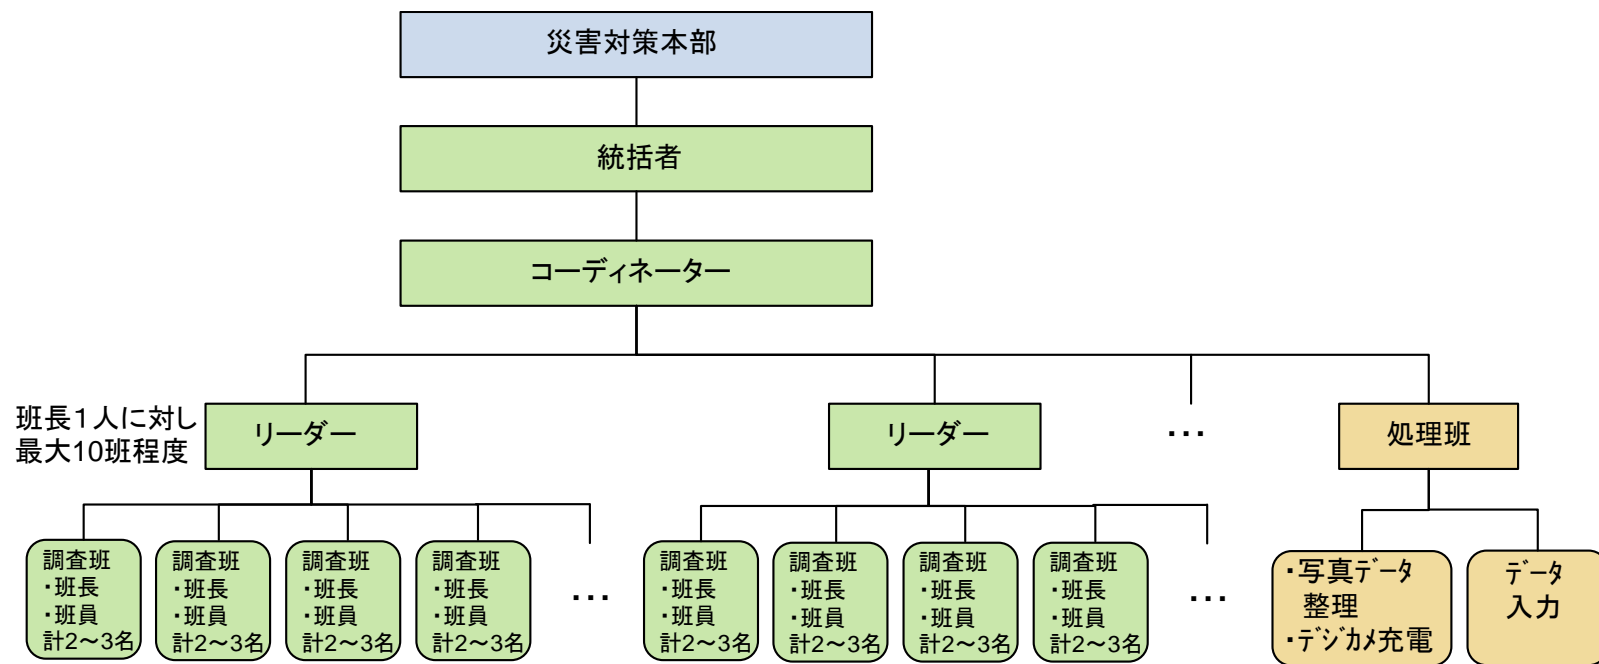 災害対策本部
統括者
コーディネーター
班長１人に対し
最大10班程度
リーダー
リーダー
…
処理班
調査班
・班長
・班員
計2～3名
調査班
・班長
・班員
計2～3名
調査班
・班長
・班員
計2～3名
調査班
・班長
・班員
計2～3名
…
調査班
・班長
・班員
計2～3名
調査班
・班長
・班員
計2～3名
調査班
・班長
・班員
計2～3名
調査班
・班長
・班員
計2～3名
…
・写真ﾃﾞｰﾀ
整理
・ﾃﾞｼﾞｶﾒ充電
ﾃﾞｰﾀ
入力